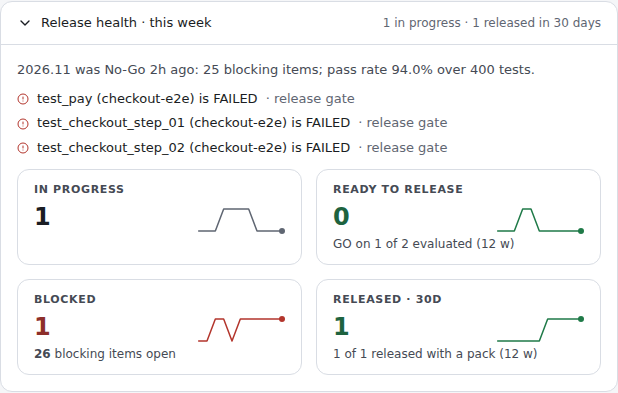 Release health · this week
1 in progress · 1 released in 30 days
2026.11 was No-Go 2h ago: 25 blocking items; pass rate 94.0% over 400 tests.
test_pay (checkout-e2e) is FAILED · release gate
test_checkout_step_01 (checkout-e2e) is FAILED · release gate
test_checkout_step_02 (checkout-e2e) is FAILED · release gate
IN PROGRESS
1
READY TO RELEASE
0
GO on 1 of 2 evaluated (12 w)
BLOCKED
1
26 blocking items open
RELEASED · 30D
1
1 of 1 released with a pack (12 w)